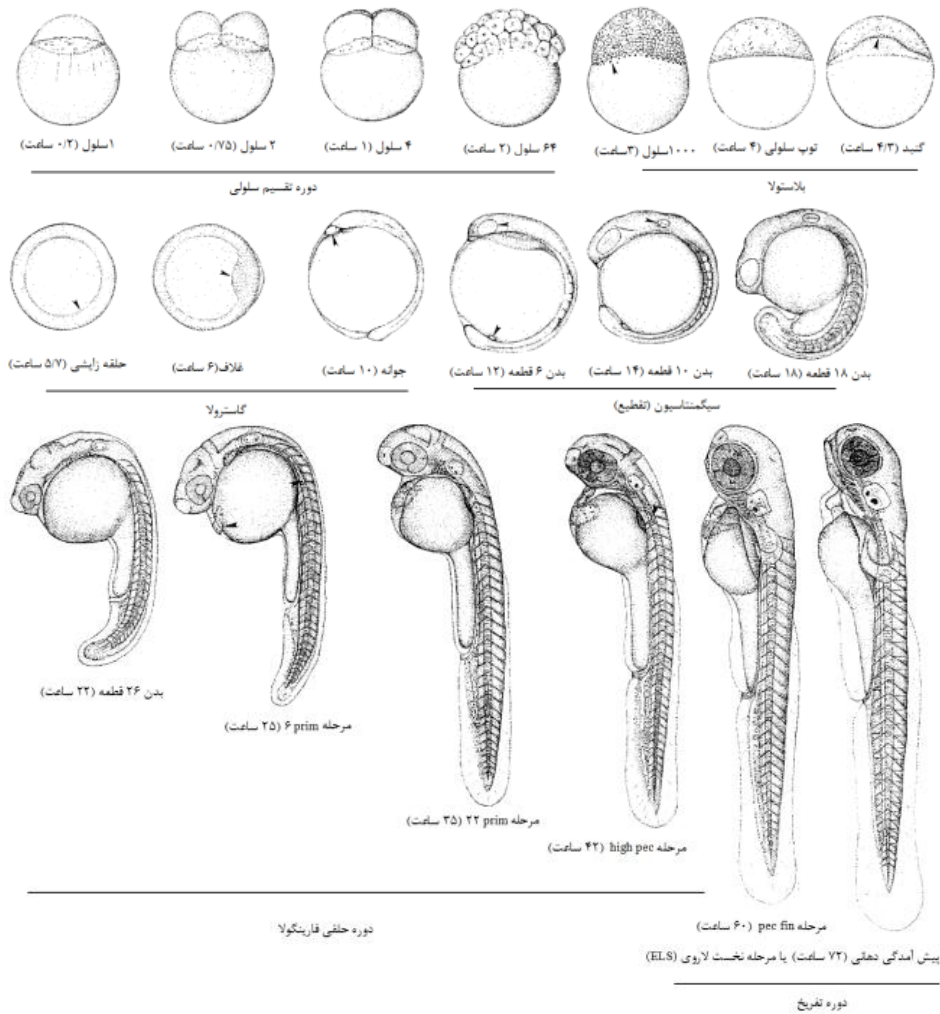 ۱سلول (۰/۲ ساعت)
۲ سلول (۰/۷۵ ساعت)
۴ سلول (۱ ساعت)
۶۴ سلول (۲ ساعت)
۱۰۰۰سلول (۳ساعت)
توپ سلولی (۴ ساعت)
گنبد (۴/۳ ساعت)
دوره تقسیم سلولی
بلاستولا
حلقه زایشی (۵/۷ ساعت)
غلاف(۶ ساعت)
جوانه (۱۰ ساعت)
بدن ۶ قطعه (۱۲ ساعت)
بدن ۱۰ قطعه (۱۴ ساعت)
بدن ۱۸ قطعه (۱۸ ساعت)
گاسترولا
سیگمنتاسیون (تقطیع)
بدن ۲۶ قطعه (۲۲ ساعت)
مرحله prim ۶ (۲۵ ساعت)
مرحله prim ۲۲ (۳۵ ساعت)
مرحله high pec (۴۲ ساعت)
مرحله pec fin (۶۰ ساعت)
پیش آمدگی دهانی (۷۲ ساعت) یا مرحله نخست لاروی (ELS)
دوره حلقی فارینگولا
دوره تفریخ